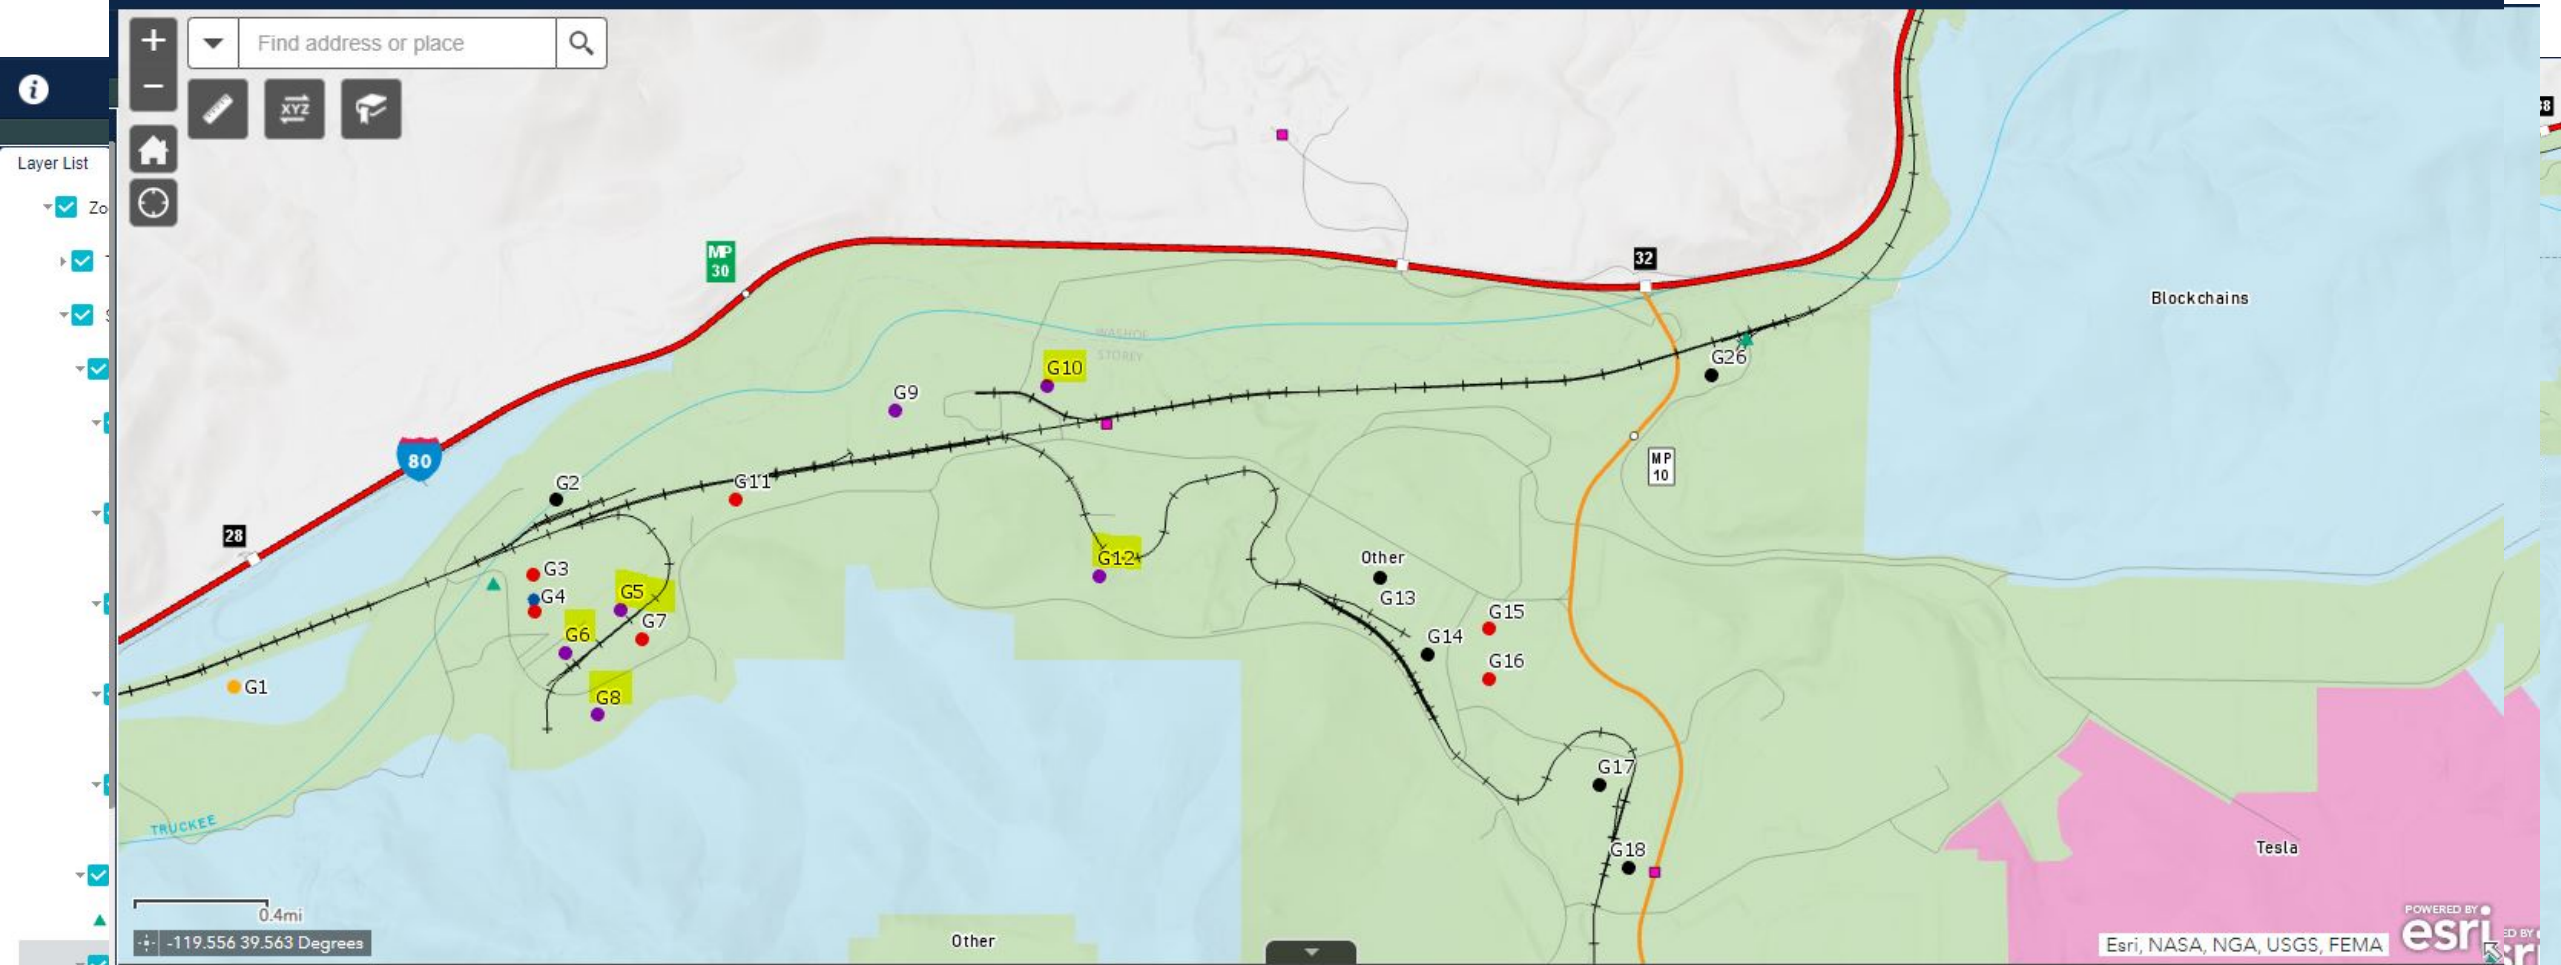 +
Find address or place
−
XYZ
i
Layer List
Zo
MP
30
32
Blockchains
WASHOE
STOREY
G26
G10
G9
80
MP
10
G2
G11
28
G12
Other
G3
G4
G5
G13
G15
G6
G7
G14
G16
G1
G8
G17
TRUCKEE
G18
Tesla
0.4mi
-119.556 39.563 Degrees
Other
POWERED BY
esri
Esri, NASA, NGA, USGS, FEMA
ED BY